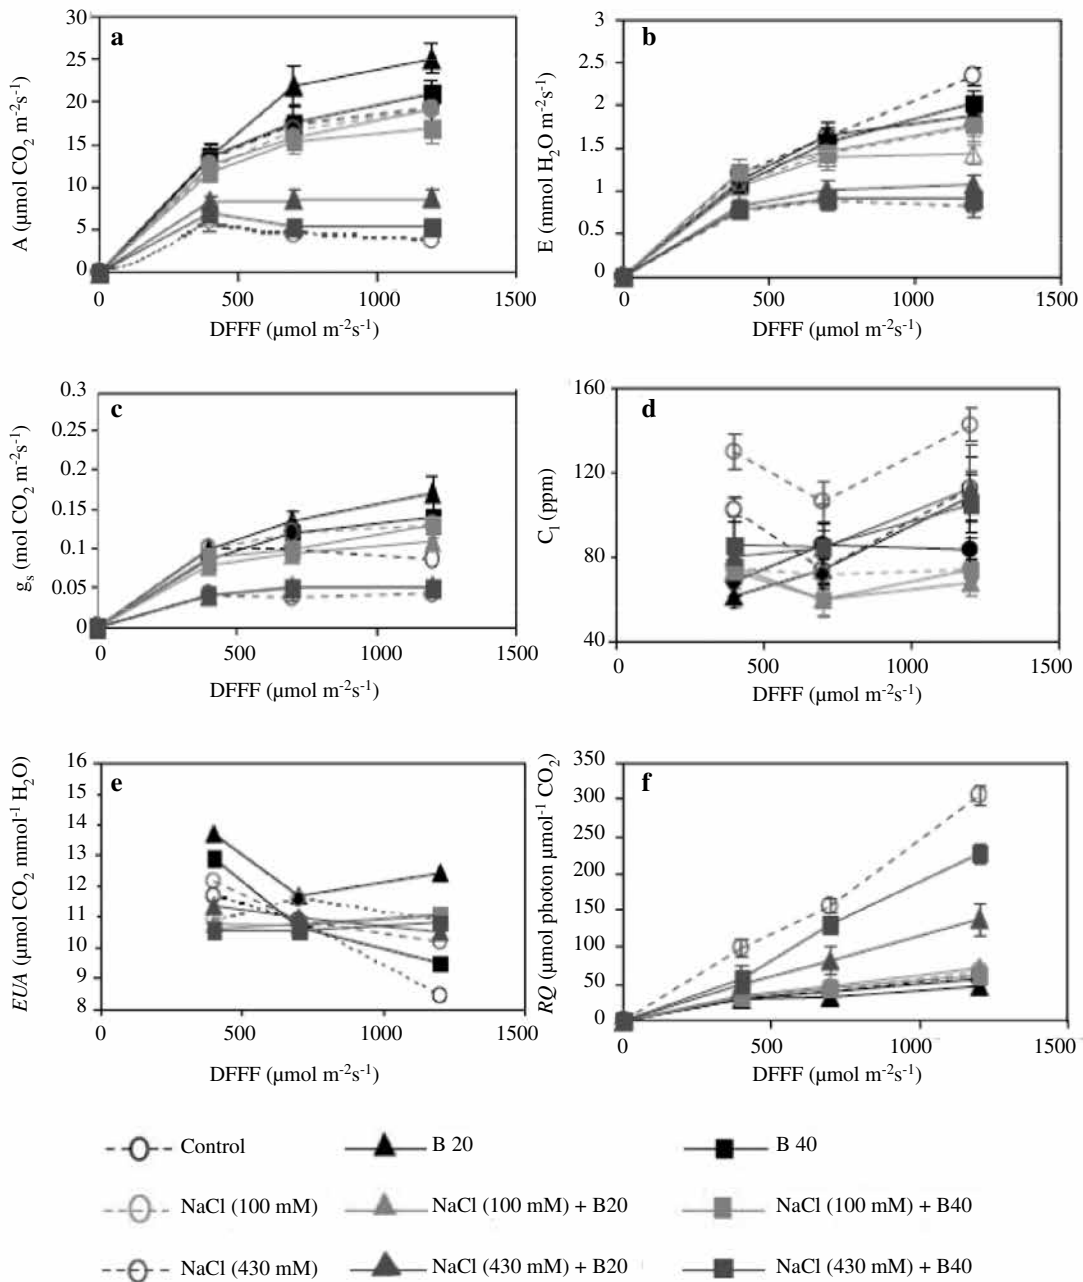 a
30
25
20
15
10
5
0
A (µmol CO2 m-2s-1)
0 500 1000 1500
DFFF (µmol m-2s-1)
b
3
2.5
2
1.5
1
0.5
0
E (mmol H2O m-2s-1)
0 500 1000 1500
DFFF (µmol m-2s-1)
c
0.3
0.25
0.2
0.15
0.1
0.05
0
gs (mol CO2 m-2s-1)
0 500 1000 1500
DFFF (µmol m-2s-1)
d
160
120
80
40
Cl (ppm)
0 500 1000 1500
DFFF (µmol m-2s-1)
e
16
15
14
13
12
11
10
9
8
EUA (µmol CO2 mmol-1 H2O)
0 500 1000 1500
DFFF (µmol m-2s-1)
f
350
300
250
200
150
100
50
0
RQ (µmol photon µmol-1 CO2)
0 500 1000 1500
DFFF (µmol m-2s-1)
Control B 20 B 40
NaCl (100 mM) NaCl (100 mM) + B20 NaCl (100 mM) + B40
NaCl (430 mM) NaCl (430 mM) + B20 NaCl (430 mM) + B40